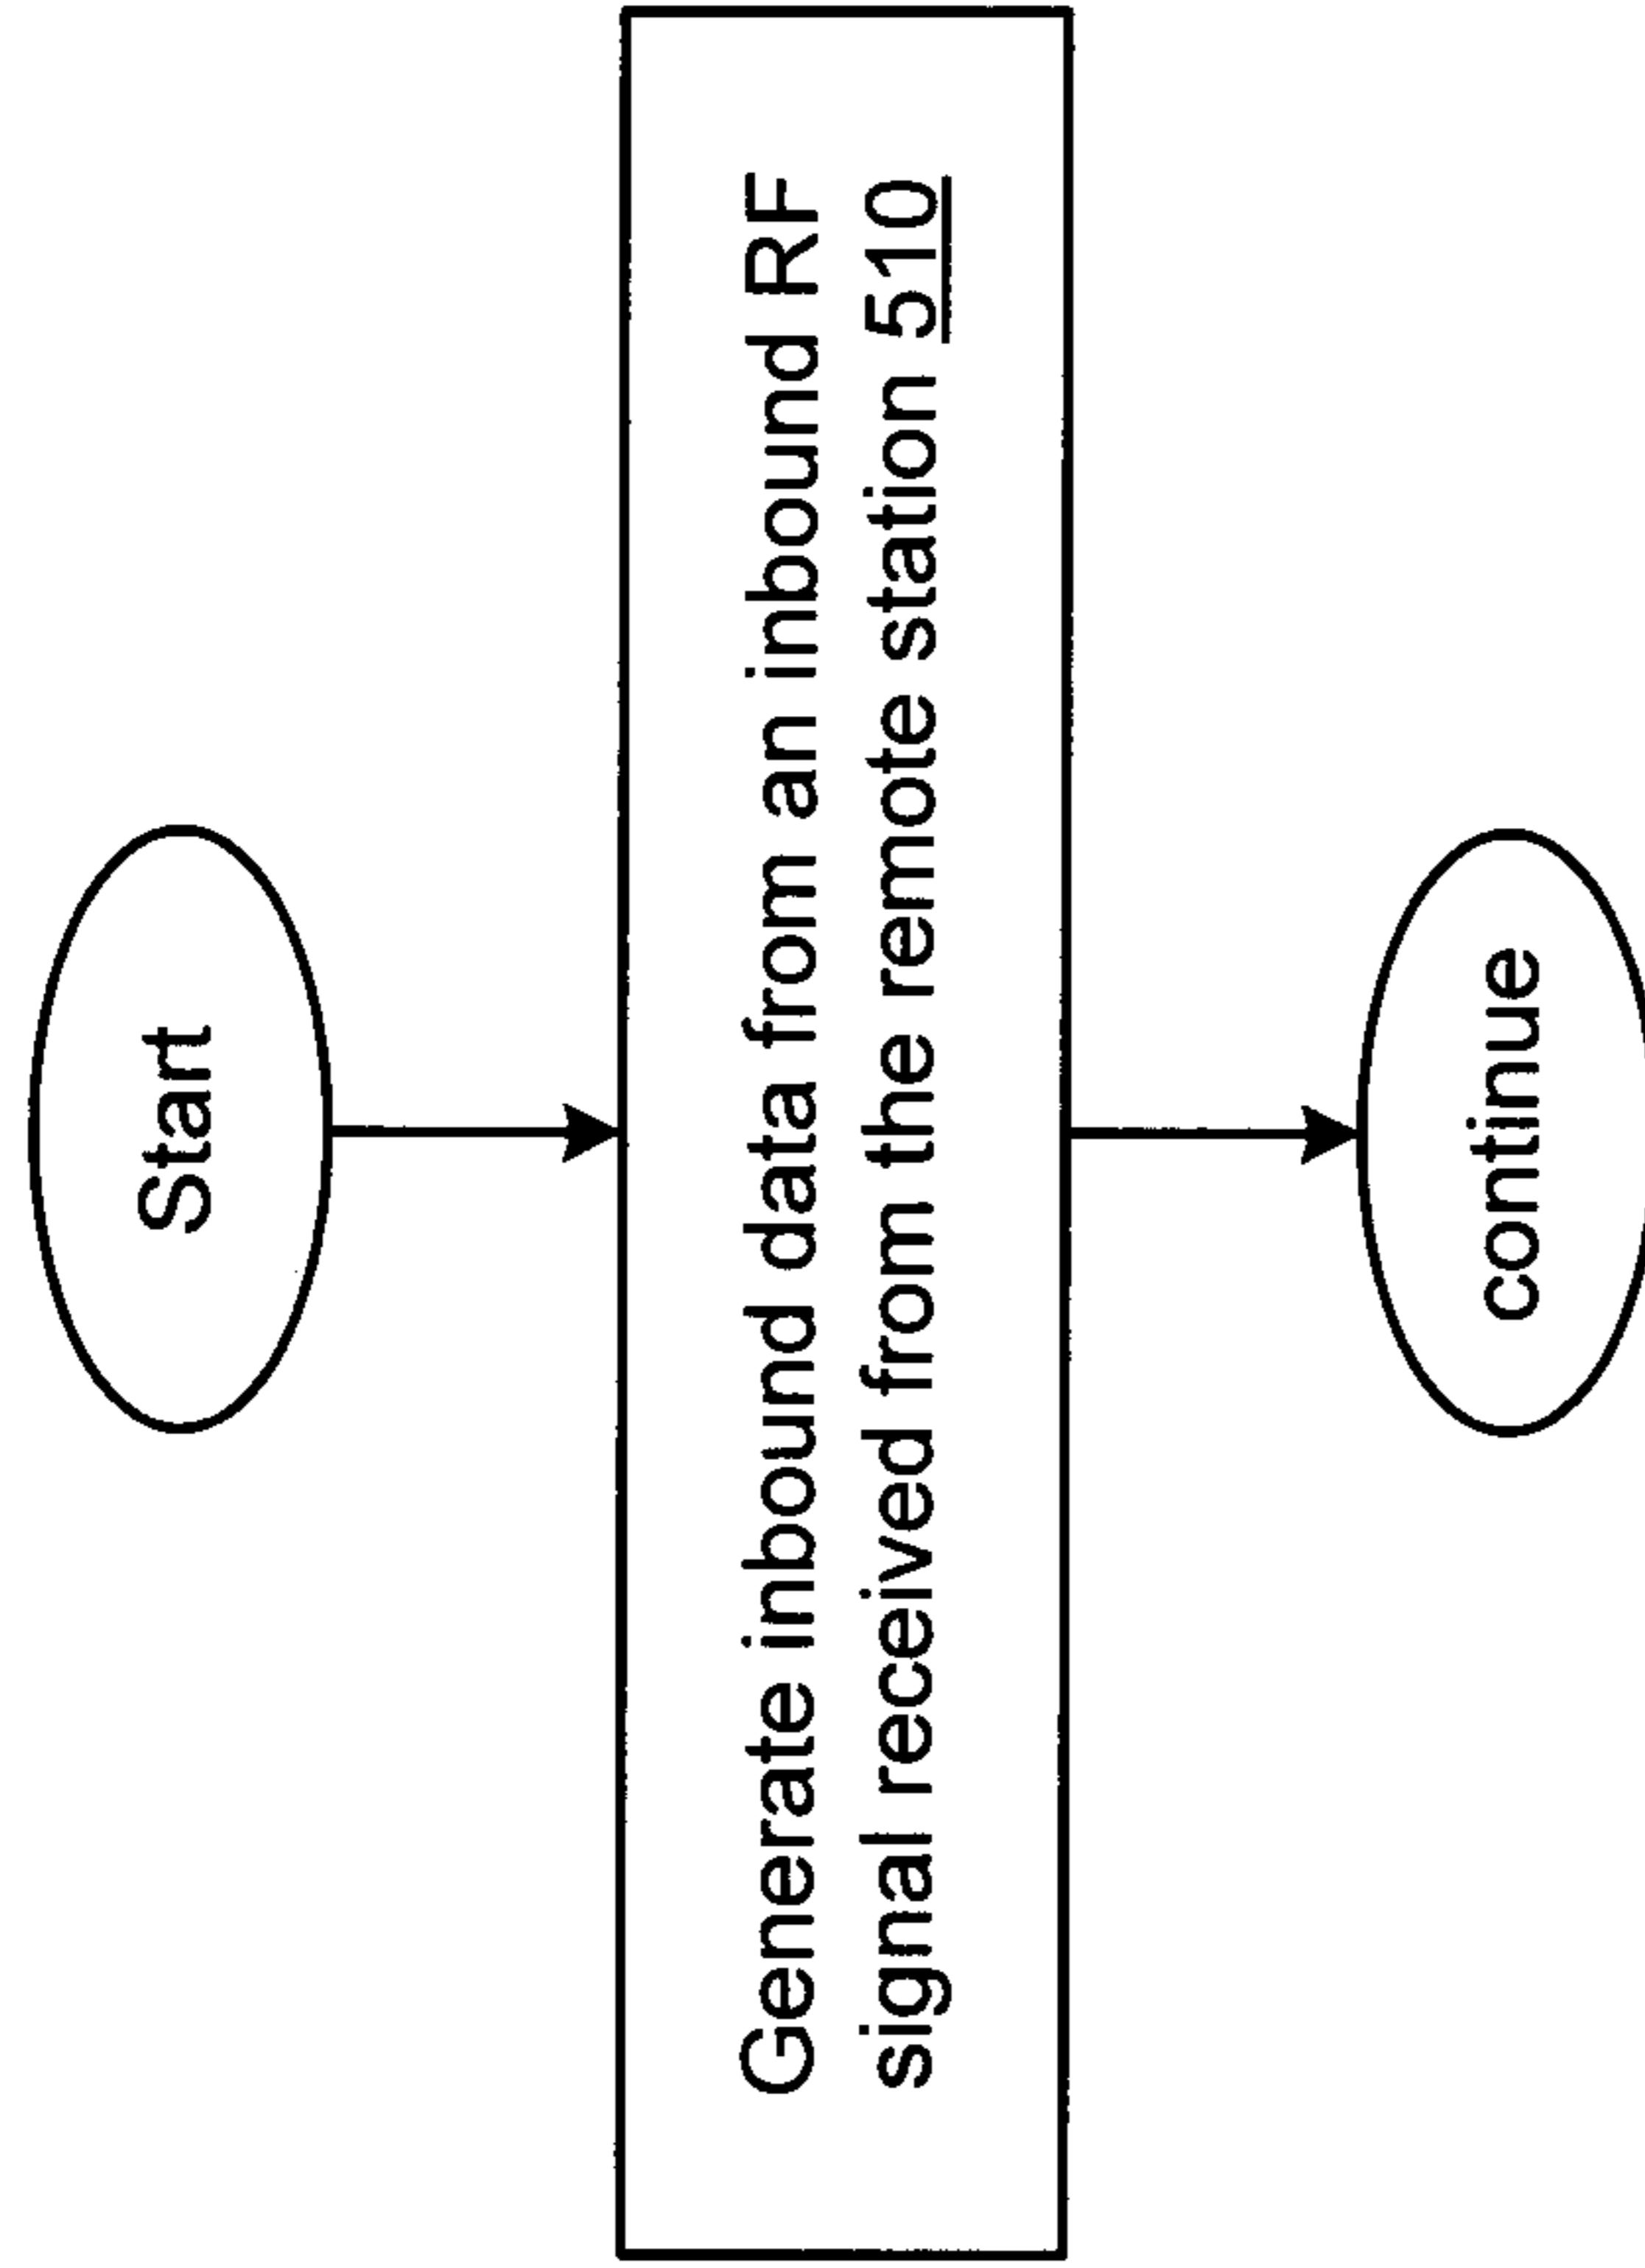 Start
Generate inbound data from an inbound RF
signal received from the remote station 510
continue